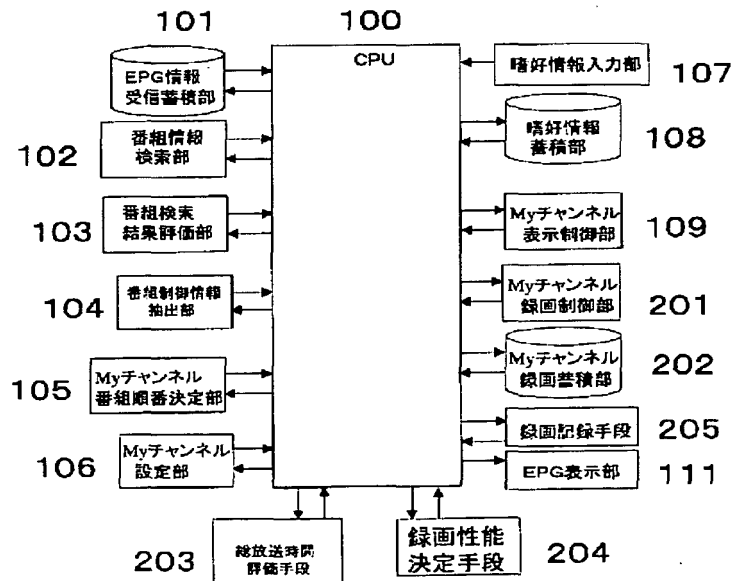 101
100
CPU
EPG情報
受信蓄積部
102
番組情報
検索部
103
番組検索
結果評価部
104
番組制御情報
抽出部
105
Myチャンネル
番組順番決定部
106
Myチャンネル
設定部
嗜好情報入力部
107
嗜好情報
蓄積部
108
Myチャンネル
表示制御部
109
Myチャンネル
録画制御部
201
Myチャンネル
録画蓄積部
202
録画記録手段
205
EPG表示部
111
203
総放送時間
評価手段
録画性能
決定手段
204